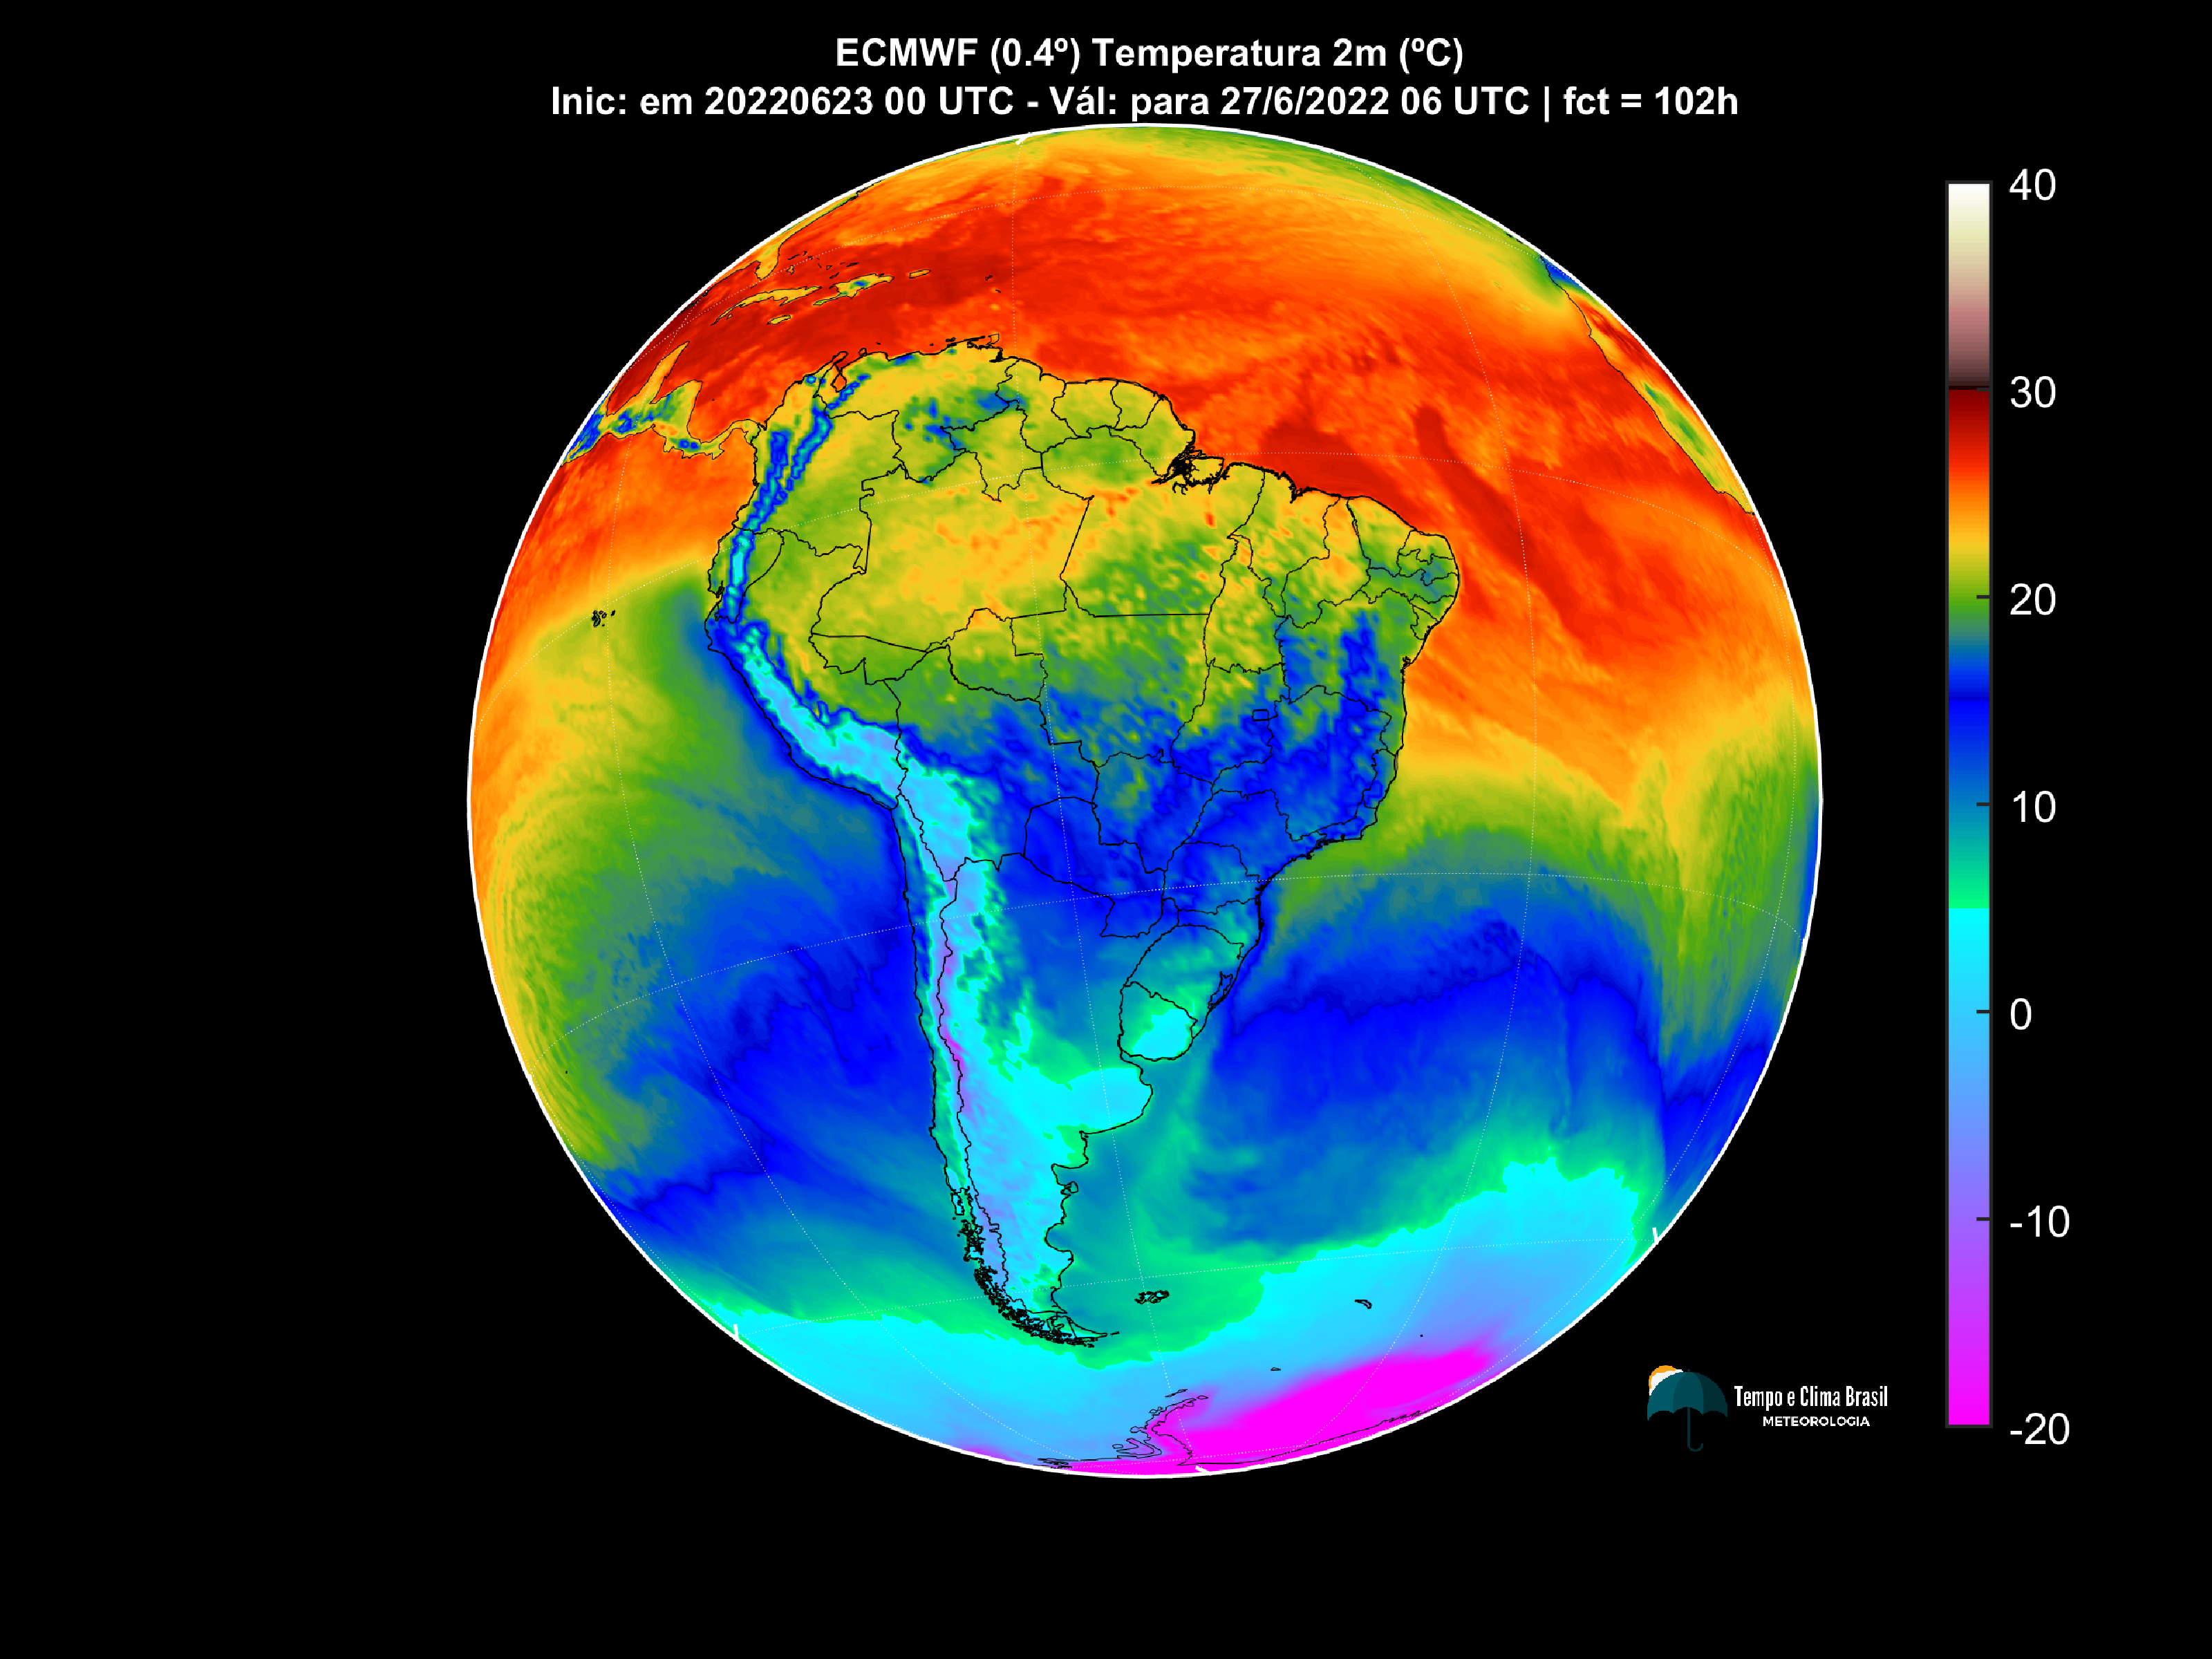 ECMWF (0.4º) Temperatura 2m (ºC)
Inic: em 20220623 00 UTC - Vál: para 27/6/2022 06 UTC | fct = 102h
40
30
20
10
0
-10
-20
Tempo e Clima Brasil
METEOROLOGIA